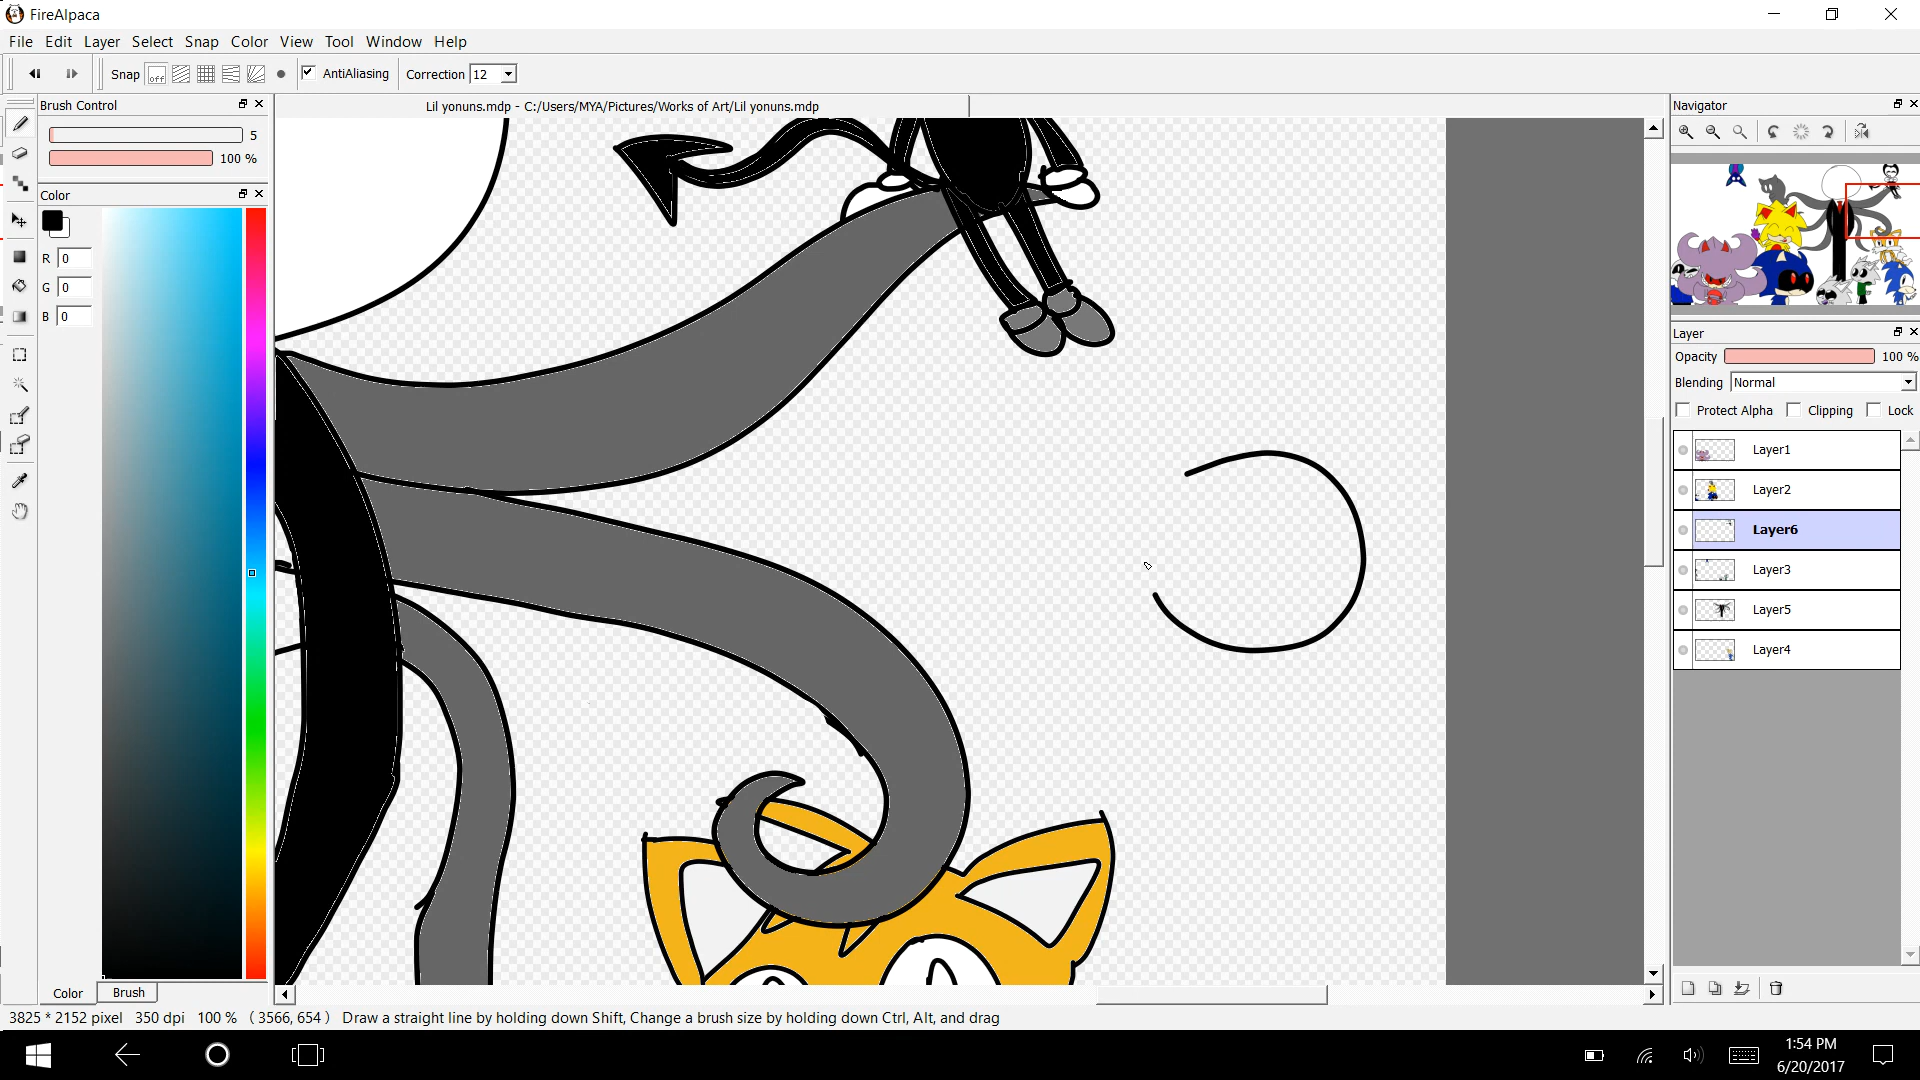 FireAlpaca
File Edit Layer Select Snap Color View Tool Window Help
Snap off AntiAliasing Correction 12
Brush Control
Lil yonuns.mdp - C:/Users/MYA/Pictures/Works of Art/Lil yonuns.mdp
Navigator
5
100 %
Color
R 0
G 0
B 0
Layer
Opacity 100 %
Blending Normal
Protect Alpha Clipping Lock
Layer1
Layer2
Layer6
Layer3
Layer5
Layer4
Color Brush
3825 * 2152 pixel 350 dpi 100 % ( 3566, 654 ) Draw a straight line by holding down Shift, Change a brush size by holding down Ctrl, Alt, and drag
1:54 PM
6/20/2017